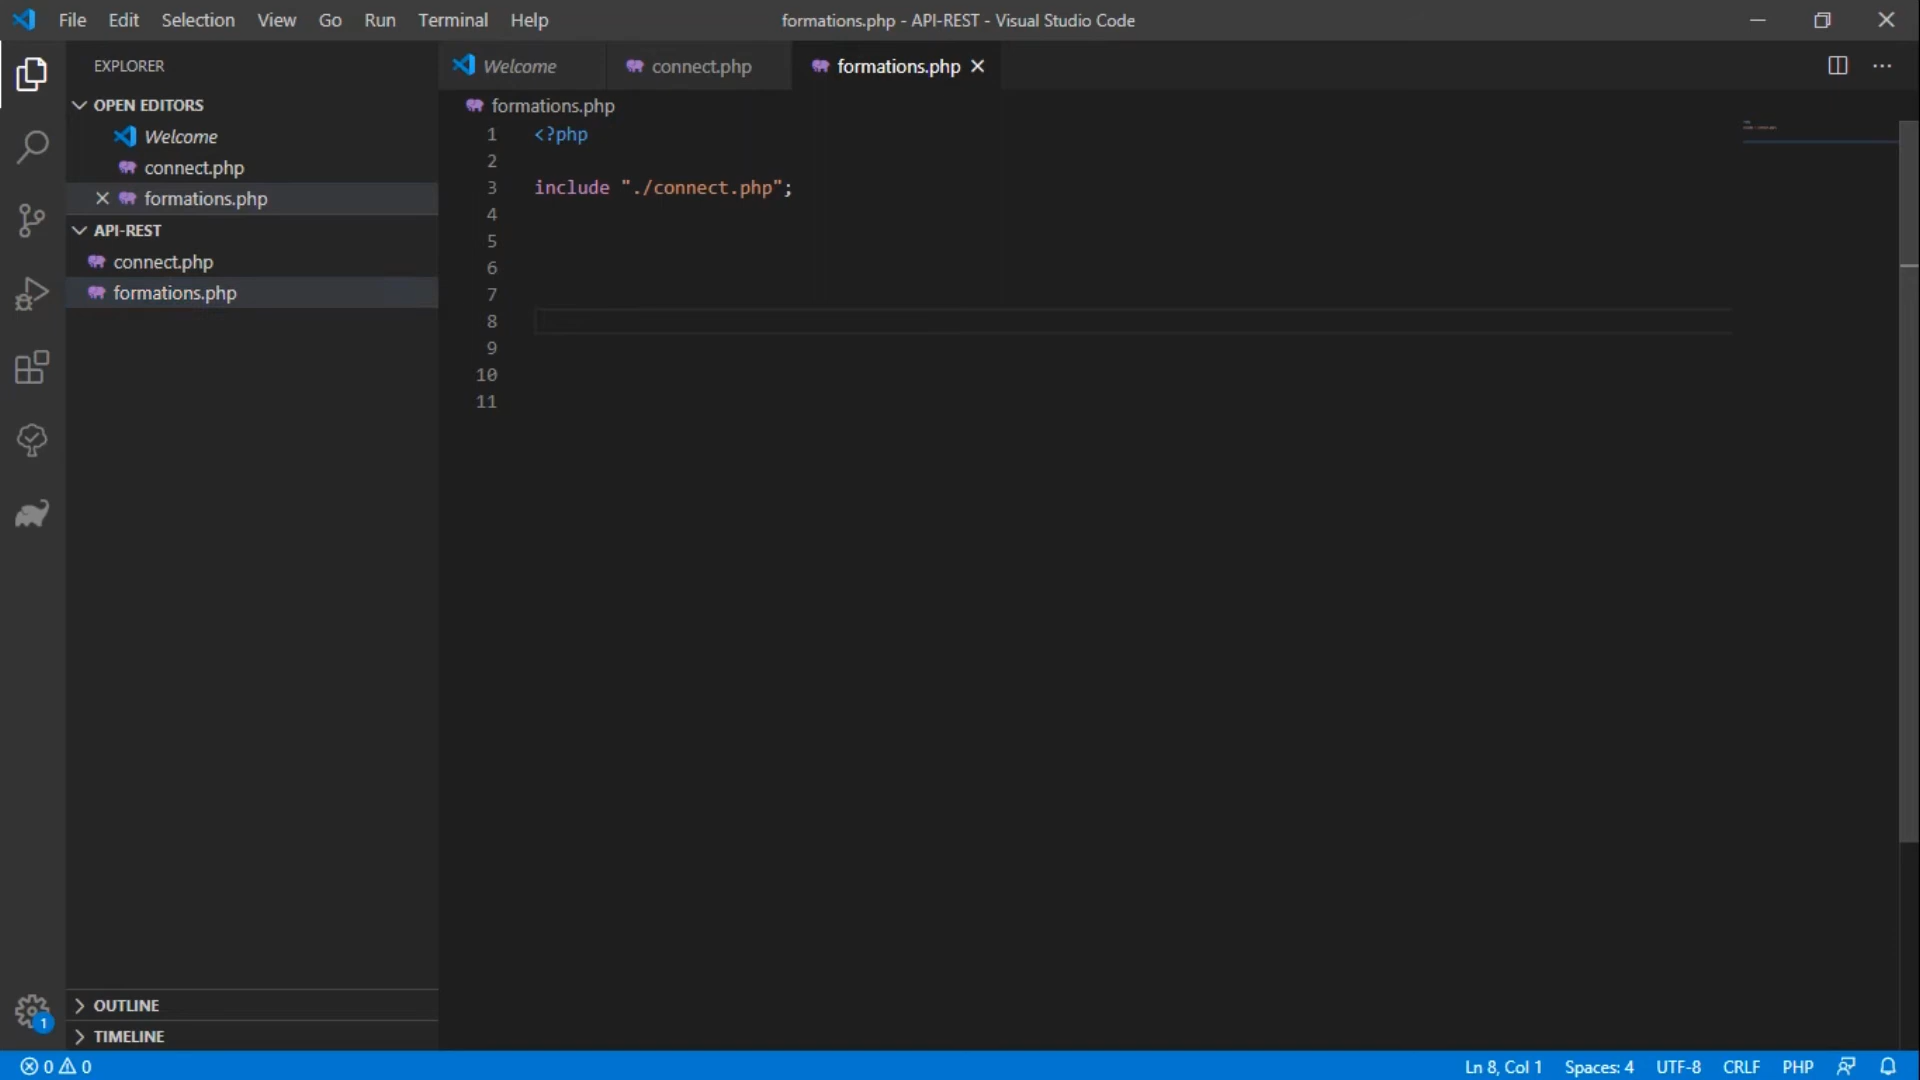 File Edit Selection View Go Run Terminal Help
formations.php - API-REST - Visual Studio Code
EXPLORER
OPEN EDITORS
Welcome
connect.php
formations.php
API-REST
connect.php
formations.php
OUTLINE
TIMELINE
Welcome connect.php formations.php
formations.php
1 <?php
2
3 include "./connect.php";
4
5
6
7
8
9
10
11
1
0 0
Ln 8, Col 1 Spaces: 4 UTF-8 CRLF PHP